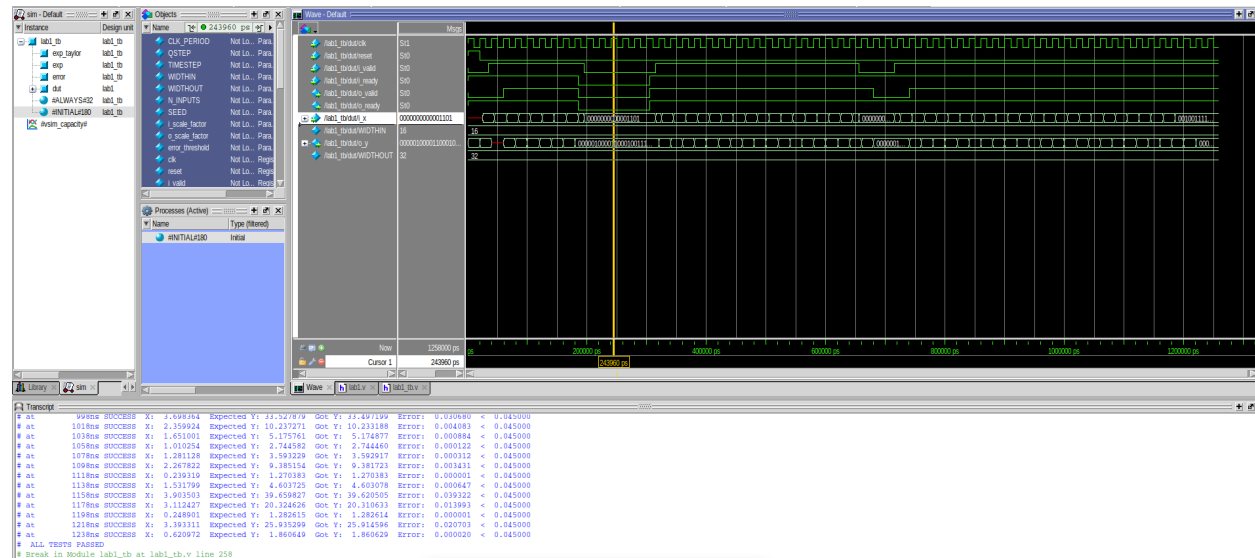 sim - Default
Instance Design unit
lab1_tb lab1_tb
exp_taylor lab1_tb
exp lab1_tb
error lab1_tb
dut lab1
#ALWAYS#32 lab1_tb
#INITIAL#180 lab1_tb
#vsim_capacity#
Library sim
Objects
Name 243960 ps
CLK_PERIOD Not Lo... Para
QSTEP Not Lo... Para
TIMESTEP Not Lo... Para
WIDTHIN Not Lo... Para
WIDTHOUT Not Lo... Para
N_INPUTS Not Lo... Para
SEED Not Lo... Para
i_scale_factor Not Lo... Para
o_scale_factor Not Lo... Para
error_threshold Not Lo... Para
clk Not Lo... Regis
reset Not Lo... Regis
i_valid Not Lo... Regis
Processes (Active)
Name Type (filtered)
#INITIAL#180 Initial
Wave - Default
Msgs
/lab1_tb/dut/clk St1
/lab1_tb/dut/reset St0
/lab1_tb/dut/i_valid St0
/lab1_tb/dut/i_ready St0
/lab1_tb/dut/o_valid St0
/lab1_tb/dut/o_ready St0
/lab1_tb/dut/i_x 0000000000001101 0000000... 001001111...
/lab1_tb/dut/WIDTHIN 16 16
/lab1_tb/dut/o_y 00000100001100010... 0000001... 000...
/lab1_tb/dut/WIDTHOUT 32 32
Now 1258000 ps ps 200000 ps 400000 ps 600000 ps 800000 ps 1000000 ps 1200000 ps
Cursor 1 243960 ps 243960 ps
Wave lab1.v lab1_tb.v
Transcript
# at 998ns SUCCESS X: 3.698364 Expected Y: 33.527879 Got Y: 33.497199 Error: 0.030680 < 0.045000
# at 1018ns SUCCESS X: 2.359924 Expected Y: 10.237271 Got Y: 10.233188 Error: 0.004083 < 0.045000
# at 1038ns SUCCESS X: 1.651001 Expected Y: 5.175761 Got Y: 5.174877 Error: 0.000884 < 0.045000
# at 1058ns SUCCESS X: 1.010254 Expected Y: 2.744582 Got Y: 2.744460 Error: 0.000122 < 0.045000
# at 1078ns SUCCESS X: 1.281128 Expected Y: 3.593229 Got Y: 3.592917 Error: 0.000312 < 0.045000
# at 1098ns SUCCESS X: 2.267822 Expected Y: 9.385154 Got Y: 9.381723 Error: 0.003431 < 0.045000
# at 1118ns SUCCESS X: 0.239319 Expected Y: 1.270383 Got Y: 1.270383 Error: 0.000001 < 0.045000
# at 1138ns SUCCESS X: 1.531799 Expected Y: 4.603725 Got Y: 4.603078 Error: 0.000647 < 0.045000
# at 1158ns SUCCESS X: 3.903503 Expected Y: 39.659827 Got Y: 39.620505 Error: 0.039322 < 0.045000
# at 1178ns SUCCESS X: 3.112427 Expected Y: 20.324626 Got Y: 20.310633 Error: 0.013993 < 0.045000
# at 1198ns SUCCESS X: 0.248901 Expected Y: 1.282615 Got Y: 1.282614 Error: 0.000001 < 0.045000
# at 1218ns SUCCESS X: 3.393311 Expected Y: 25.935299 Got Y: 25.914596 Error: 0.020703 < 0.045000
# at 1238ns SUCCESS X: 0.620972 Expected Y: 1.860649 Got Y: 1.860629 Error: 0.000020 < 0.045000
# ALL TESTS PASSED
# Break in Module lab1_tb at lab1_tb.v line 258